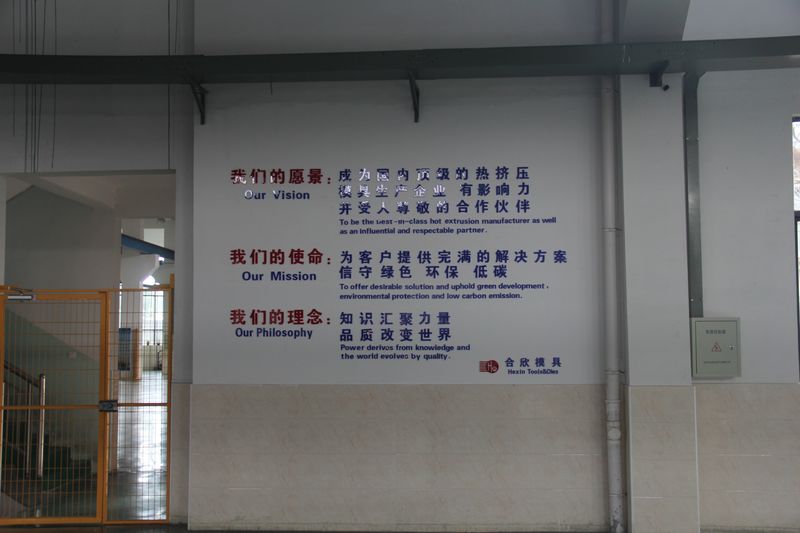 我们的愿景：成为国内顶级的热挤压
Our Vision
模具生产企业 有影响力
并受人尊敬的合作伙伴
To be the best-in-class hot extrusion manufacturer as well
as an influential and respectable partner.
我们的使命：为客户提供完满的解决方案
Our Mission
信守绿色 环保 低碳
To offer desirable solution and uphold green development,
environmental protection and low carbon emission.
我们的理念：知识汇聚力量
Our Philosophy
品质改变世界
Power derives from knowledge and
the world evolves by quality.
合欣模具
Hexin Tools&Dies